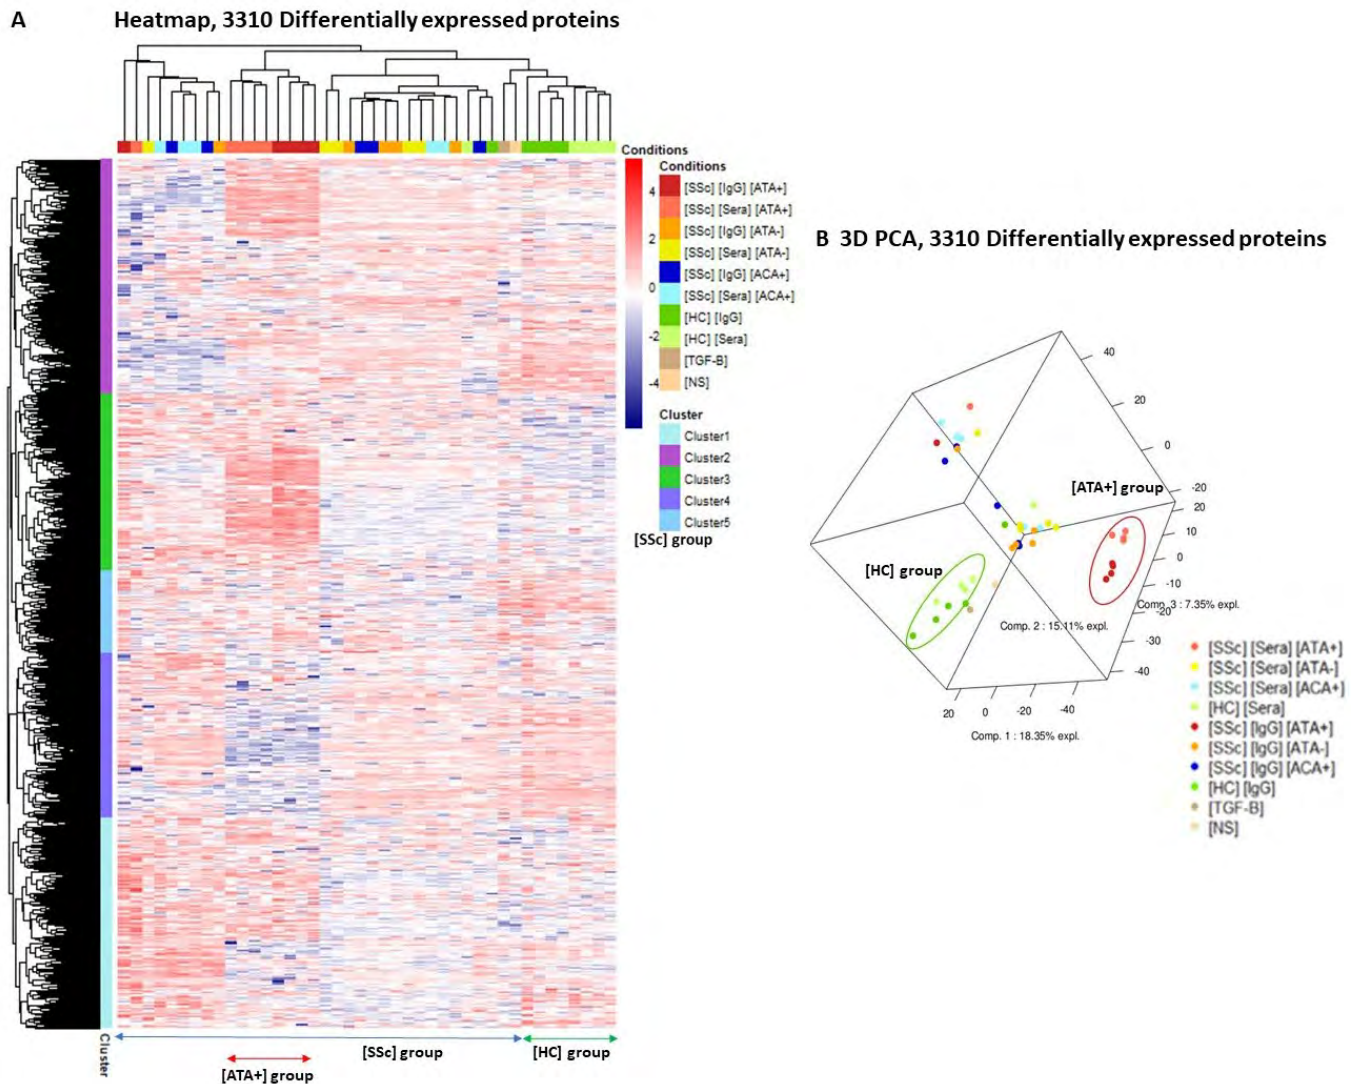 A
Heatmap, 3310 Differentially expressed proteins
Conditions
4
2
0
-2
-4
Conditions
[SSc] [IgG] [ATA+]
[SSc] [Sera] [ATA+]
[SSc] [IgG] [ATA-]
[SSc] [Sera] [ATA-]
[SSc] [IgG] [ACA+]
[SSc] [Sera] [ACA+]
[HC] [IgG]
[HC] [Sera]
[TGF-B]
[NS]
Cluster
Cluster1
Cluster2
Cluster3
Cluster4
Cluster5
[SSc] group
Cluster
[SSc] group
[HC] group
[ATA+] group
B 3D PCA, 3310 Differentially expressed proteins
40
20
0
-20
[ATA+] group
20
10
0
-10
-20
-30
-40
[HC] group
Comp. 3 : 7.35% expl.
Comp. 2 : 15.11% expl.
20
0
-20
-40
Comp. 1 : 18.35% expl.
[SSc] [Sera] [ATA+]
[SSc] [Sera] [ATA-]
[SSc] [Sera] [ACA+]
[HC] [Sera]
[SSc] [IgG] [ATA+]
[SSc] [IgG] [ATA-]
[SSc] [IgG] [ACA+]
[HC] [IgG]
[TGF-B]
[NS]